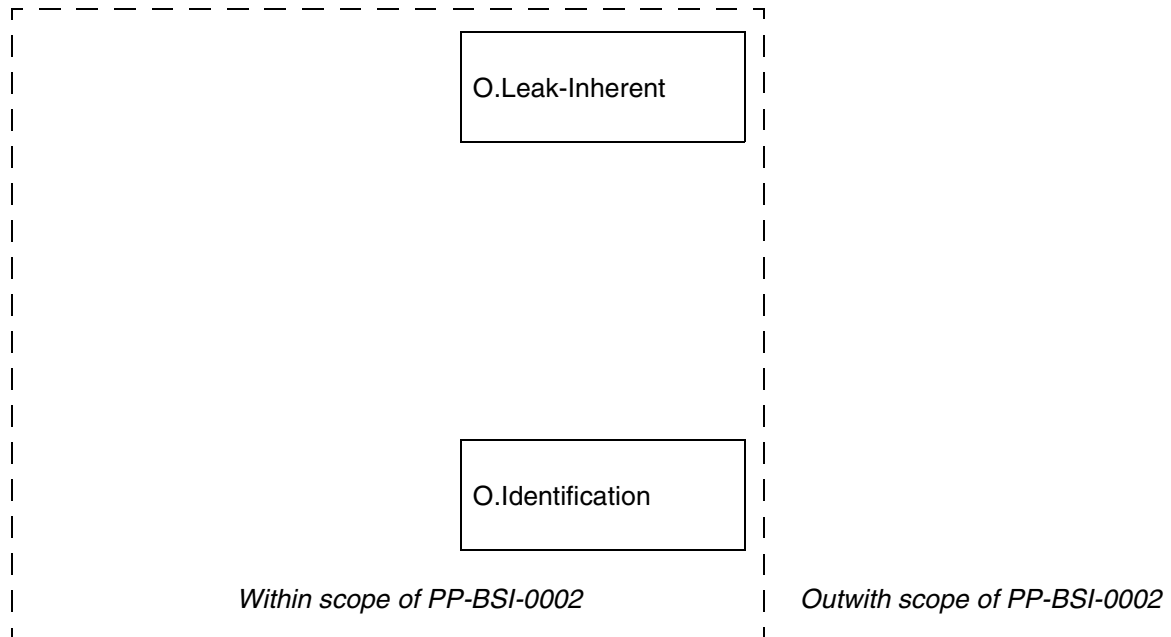 O.Leak-Inherent
O.Identification
Within scope of PP-BSI-0002
Outwith scope of PP-BSI-0002